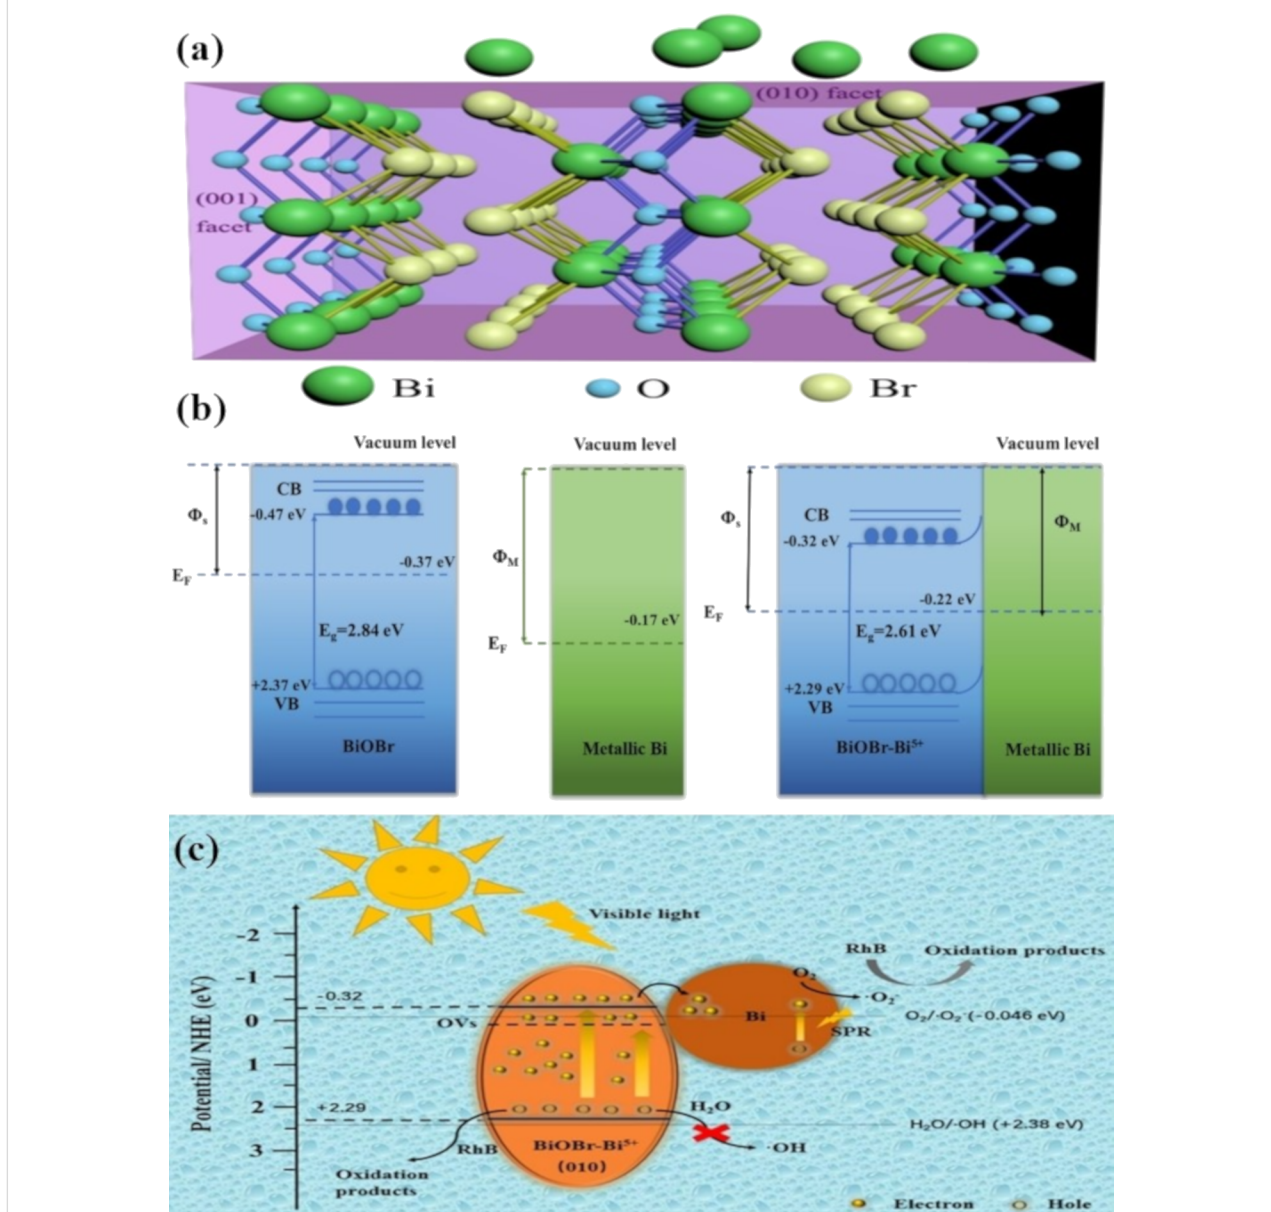 (a)
(010) facet
(001)
facet
Bi
O
Br
(b)
Vacuum level
Vacuum level
Vacuum level
CB
-0.47 eV
Φs
-0.37 eV
EF
Eg=2.84 eV
+2.37 eV
VB
BiOBr
ΦM
-0.17 eV
EF
Metallic Bi
Φs
CB
-0.32 eV
ΦM
-0.22 eV
EF
Eg=2.61 eV
+2.29 eV
VB
BiOBr-Bi⁵⁺
Metallic Bi
(c)
Visible light
Potential/ NHE (eV)
-2
-1
0
1
2
3
-0.32
OVs
+2.29
RhB
Oxidation products
O₂
·O₂⁻
Bi
SPR
O₂/·O₂⁻(-0.046 eV)
H₂O
H₂O/·OH (+2.38 eV)
·OH
RhB
BiOBr-Bi⁵⁺
(010)
Oxidation
products
Electron
Hole